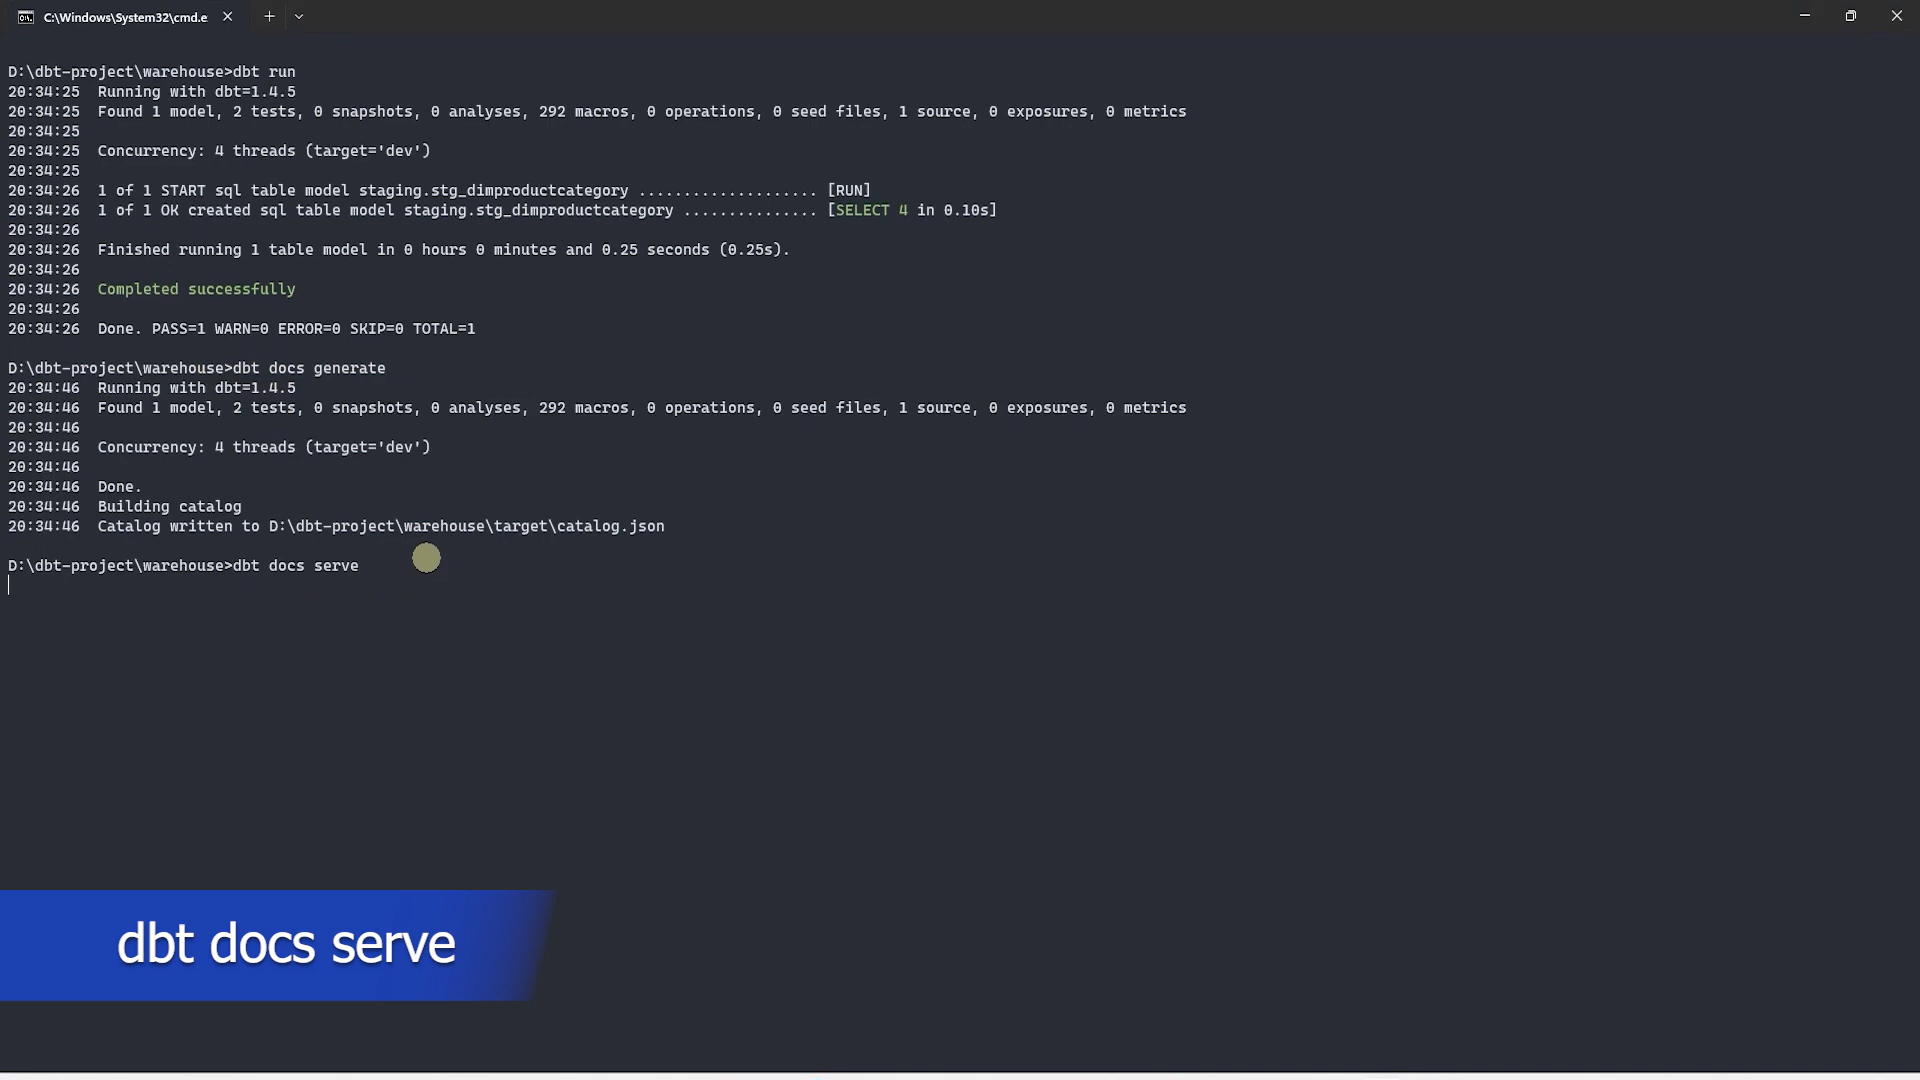 C:\Windows\System32\cmd.e
D:\dbt-project\warehouse>dbt run
20:34:25  Running with dbt=1.4.5
20:34:25  Found 1 model, 2 tests, 0 snapshots, 0 analyses, 292 macros, 0 operations, 0 seed files, 1 source, 0 exposures, 0 metrics
20:34:25
20:34:25  Concurrency: 4 threads (target='dev')
20:34:25
20:34:26  1 of 1 START sql table model staging.stg_dimproductcategory .................... [RUN]
20:34:26  1 of 1 OK created sql table model staging.stg_dimproductcategory ............... [SELECT 4 in 0.10s]
20:34:26
20:34:26  Finished running 1 table model in 0 hours 0 minutes and 0.25 seconds (0.25s).
20:34:26
20:34:26  Completed successfully
20:34:26
20:34:26  Done. PASS=1 WARN=0 ERROR=0 SKIP=0 TOTAL=1
D:\dbt-project\warehouse>dbt docs generate
20:34:46  Running with dbt=1.4.5
20:34:46  Found 1 model, 2 tests, 0 snapshots, 0 analyses, 292 macros, 0 operations, 0 seed files, 1 source, 0 exposures, 0 metrics
20:34:46
20:34:46  Concurrency: 4 threads (target='dev')
20:34:46
20:34:46  Done.
20:34:46  Building catalog
20:34:46  Catalog written to D:\dbt-project\warehouse\target\catalog.json
D:\dbt-project\warehouse>dbt docs serve
dbt docs serve